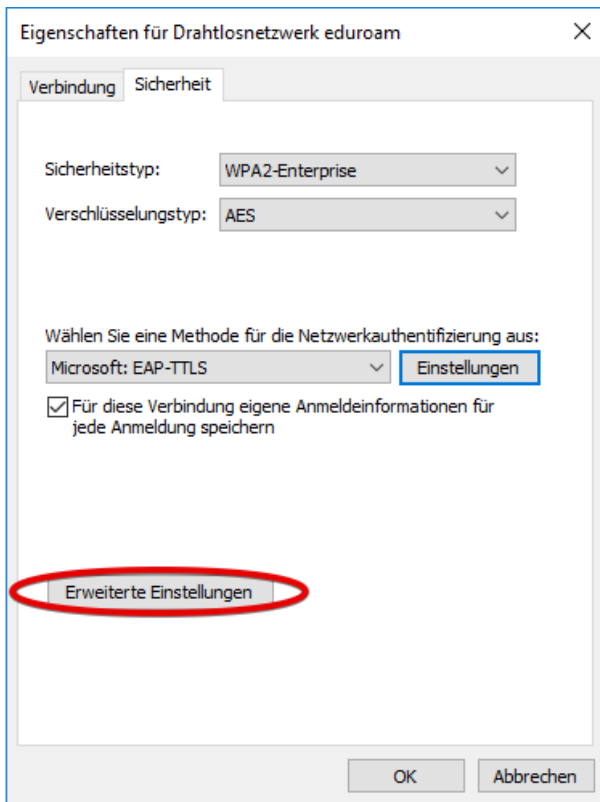 Eigenschaften für Drahtlosnetzwerk eduroam
Verbindung Sicherheit
Sicherheitstyp: WPA2-Enterprise
Verschlüsselungstyp: AES
Wählen Sie eine Methode für die Netzwerkauthentifizierung aus:
Microsoft: EAP-TTLS Einstellungen
Für diese Verbindung eigene Anmeldeinformationen für
jede Anmeldung speichern
Erweiterte Einstellungen
OK Abbrechen